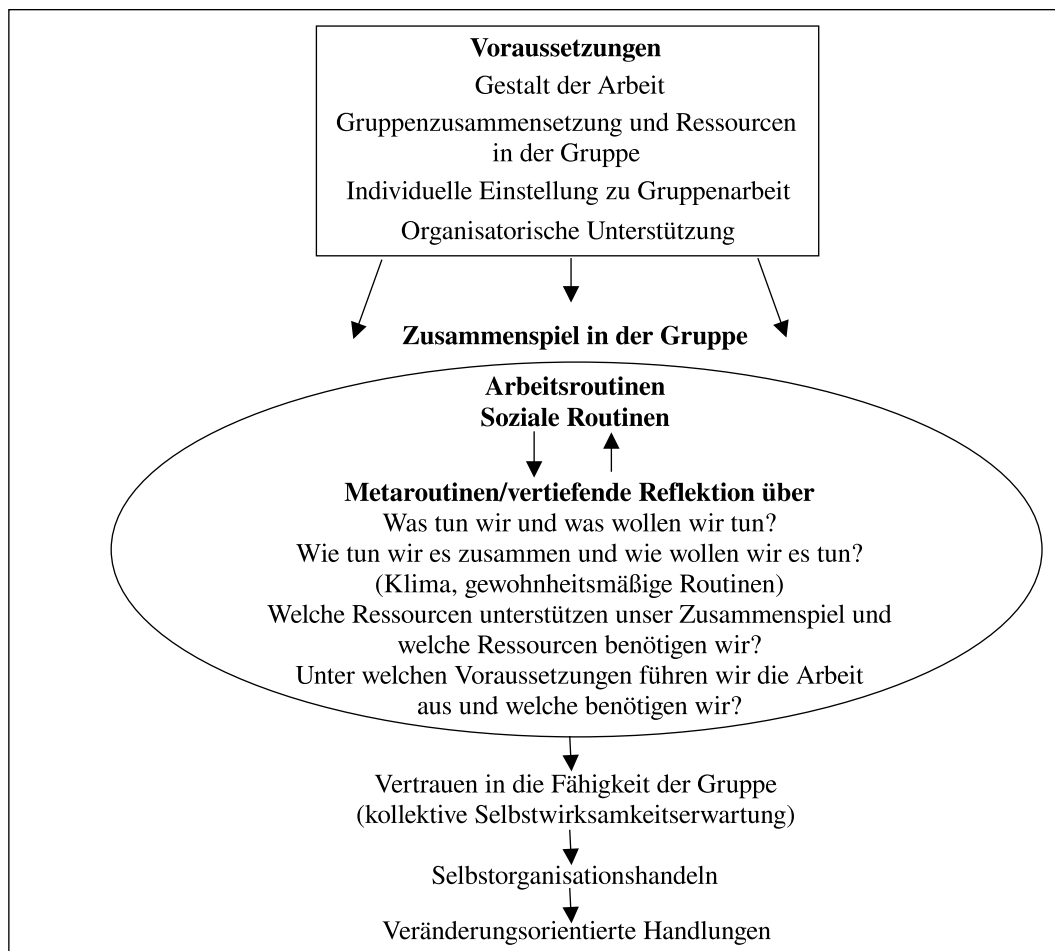 Voraussetzungen
Gestalt der Arbeit
Gruppenzusammensetzung und Ressourcen
in der Gruppe
Individuelle Einstellung zu Gruppenarbeit
Organisatorische Unterstützung
Zusammenspiel in der Gruppe
Arbeitsroutinen
Soziale Routinen
Metaroutinen/vertiefende Reflektion über
Was tun wir und was wollen wir tun?
Wie tun wir es zusammen und wie wollen wir es tun?
(Klima, gewohnheitsmäßige Routinen)
Welche Ressourcen unterstützen unser Zusammenspiel und
welche Ressourcen benötigen wir?
Unter welchen Voraussetzungen führen wir die Arbeit
aus und welche benötigen wir?
Vertrauen in die Fähigkeit der Gruppe
(kollektive Selbstwirksamkeitserwartung)
Selbstorganisationshandeln
Veränderungsorientierte Handlungen